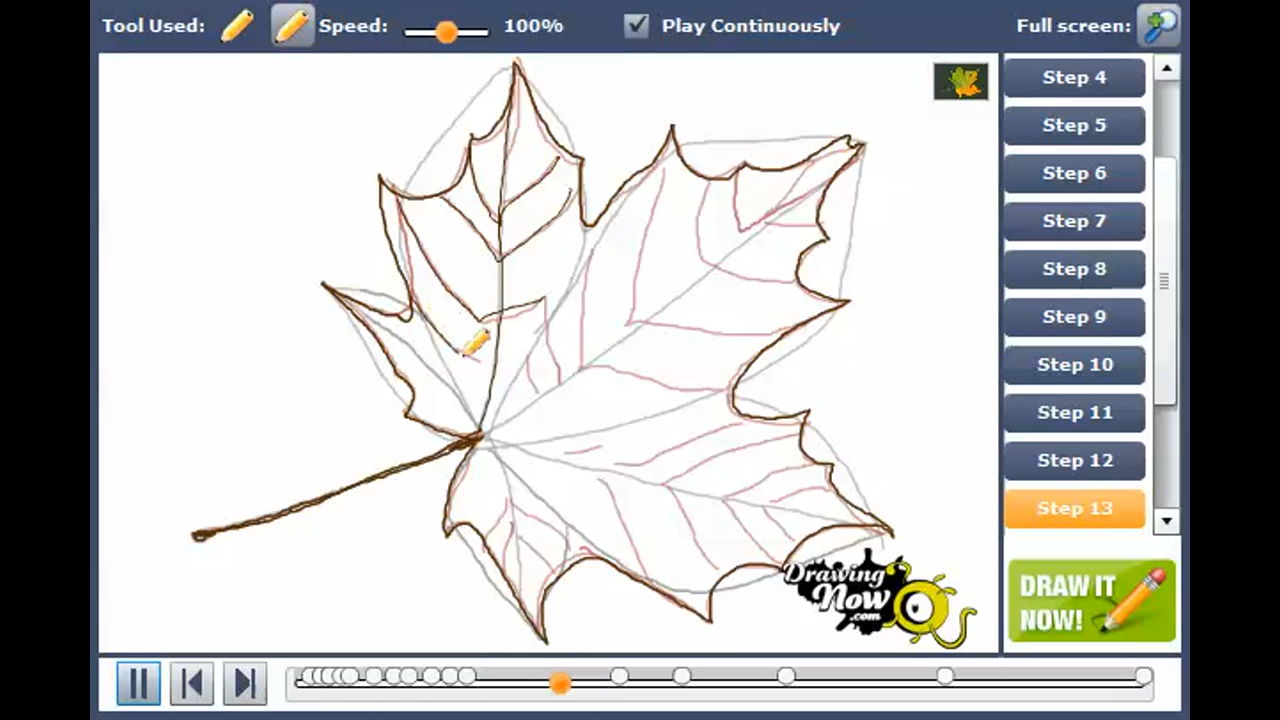 Tool Used:
Speed:
100%
Play Continuously
Full screen:
Step 4
Step 5
Step 6
Step 7
Step 8
Step 9
Step 10
Step 11
Step 12
Step 13
DRAW IT
NOW!
Drawing
Now
.com